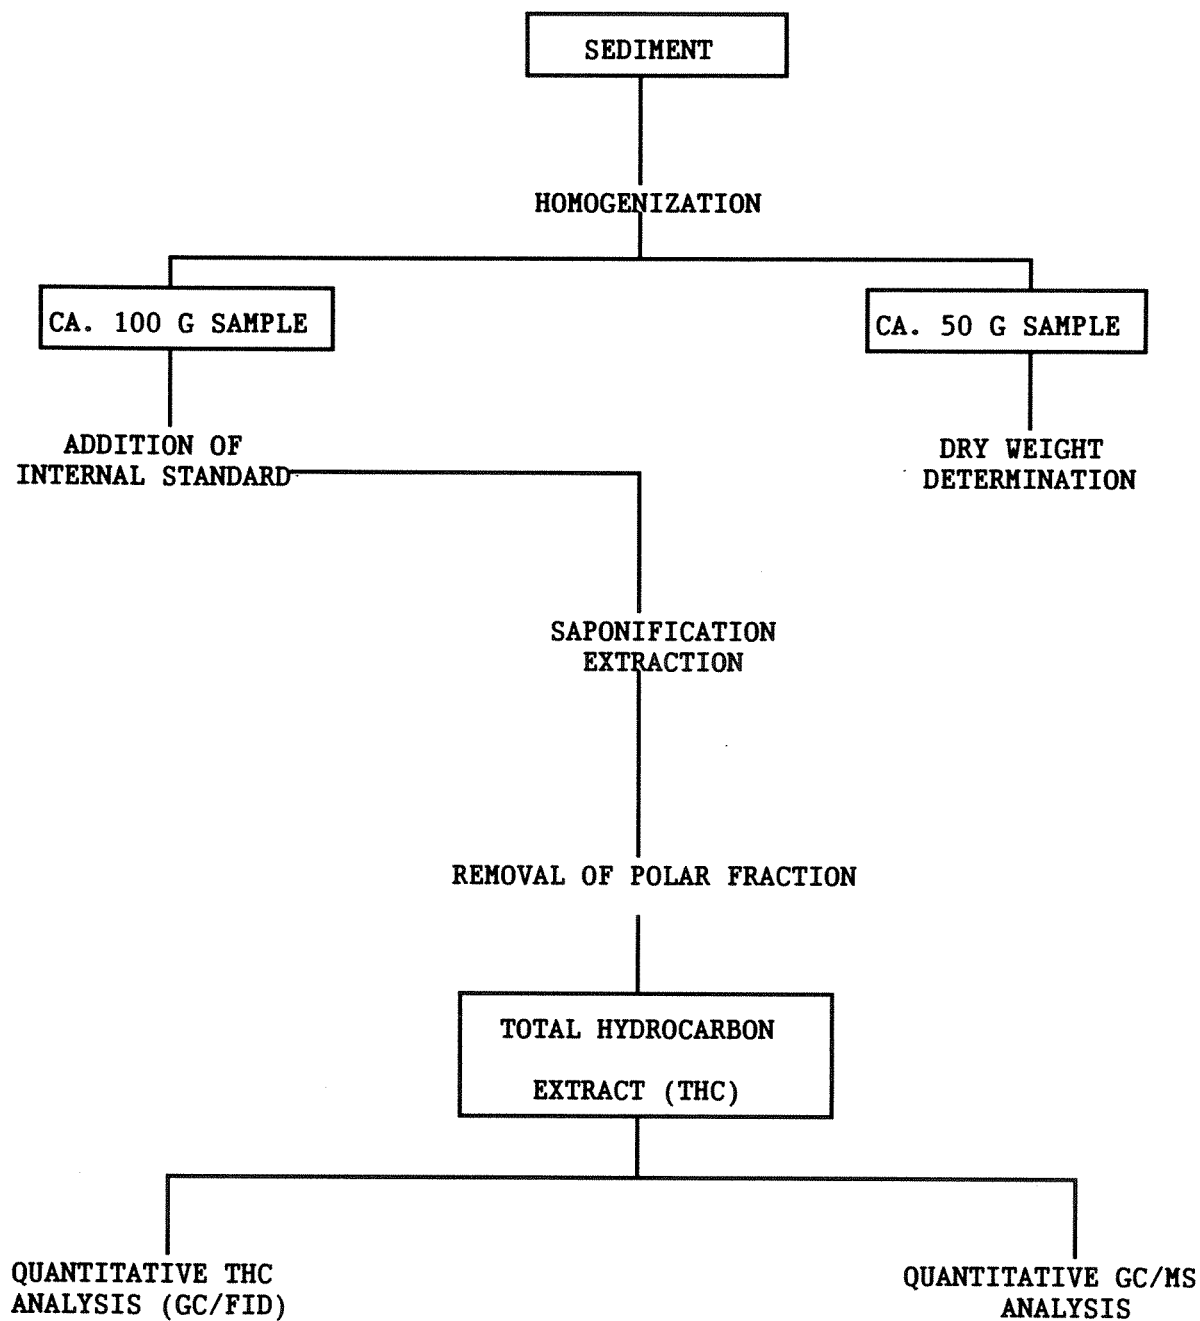 SEDIMENT
HOMOGENIZATION
CA. 100 G SAMPLE
CA. 50 G SAMPLE
ADDITION OF
INTERNAL STANDARD
DRY WEIGHT
DETERMINATION
SAPONIFICATION
EXTRACTION
REMOVAL OF POLAR FRACTION
TOTAL HYDROCARBON
EXTRACT (THC)
QUANTITATIVE THC
ANALYSIS (GC/FID)
QUANTITATIVE GC/MS
ANALYSIS